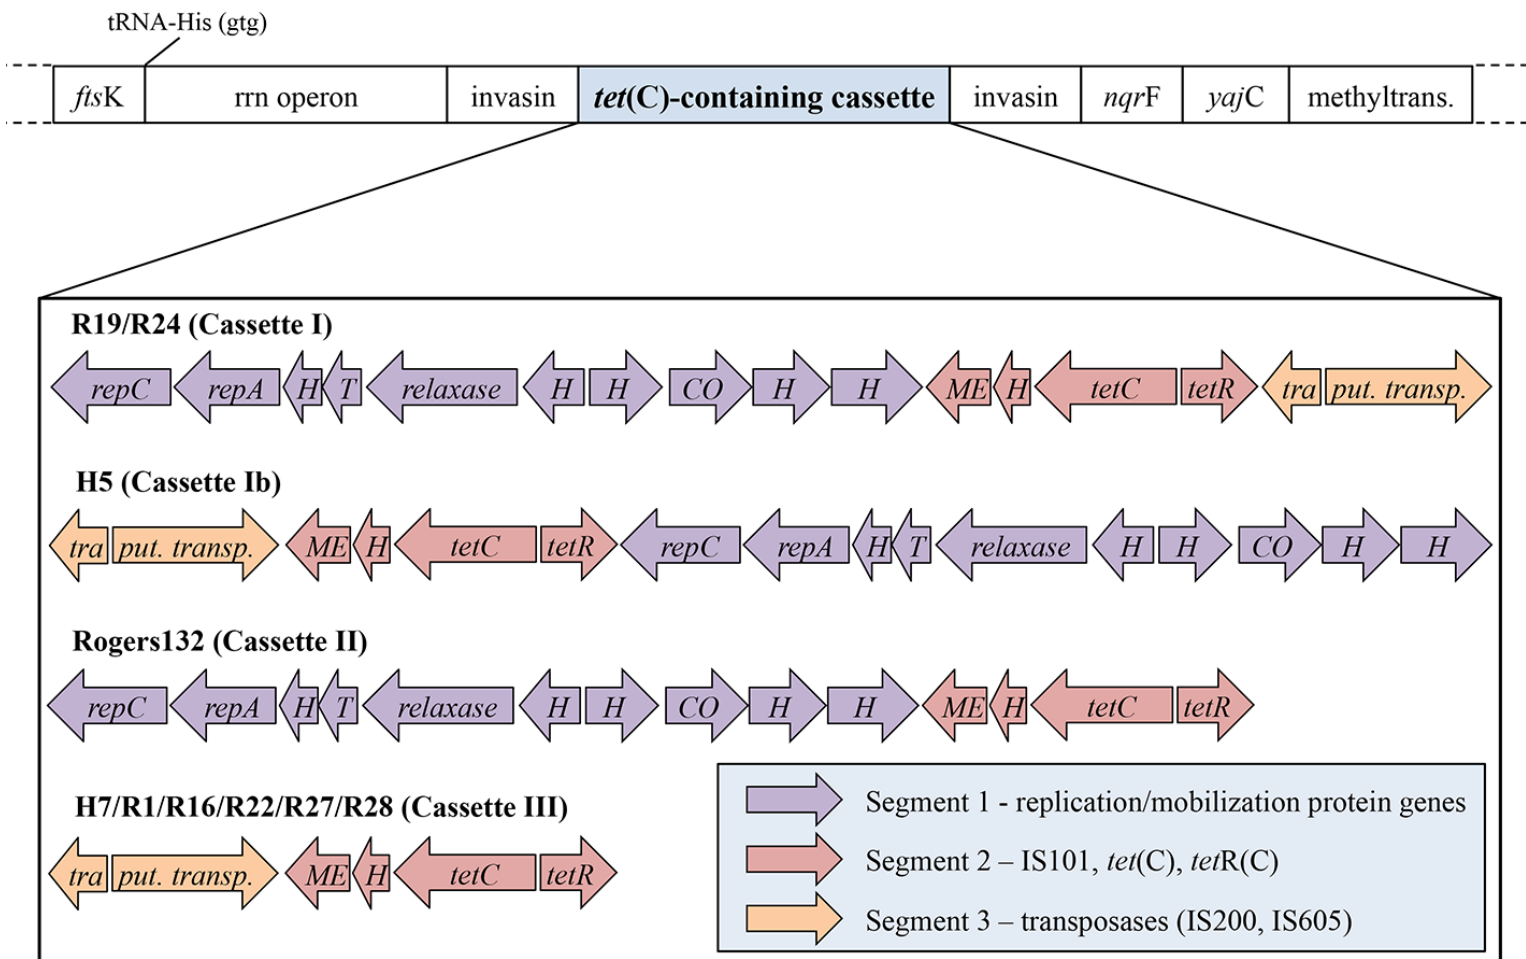 tRNA-His (gtg)
ftsK rrn operon invasin tet(C)-containing cassette invasin nqrF yajC methyltrans.
R19/R24 (Cassette I)
repC repA H T relaxase H H CO H H ME H tetC tetR tra put. transp.
H5 (Cassette Ib)
tra put. transp. ME H tetC tetR repC repA H T relaxase H H CO H H
Rogers132 (Cassette II)
repC repA H T relaxase H H CO H H ME H tetC tetR
H7/R1/R16/R22/R27/R28 (Cassette III)
tra put. transp. ME H tetC tetR
Segment 1 - replication/mobilization protein genes
Segment 2 – IS101, tet(C), tetR(C)
Segment 3 – transposases (IS200, IS605)